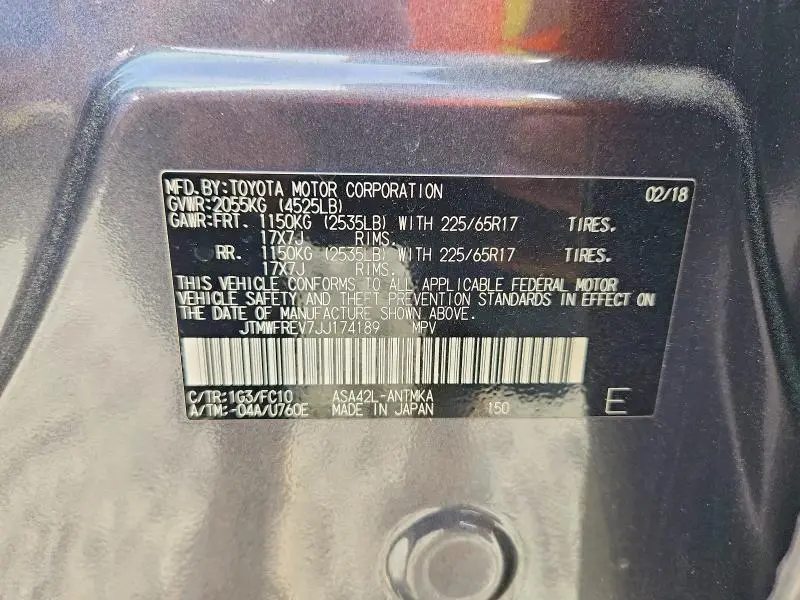 MFD. BY: TOYOTA MOTOR CORPORATION 02/18
GVWR: 2055KG (4525LB)
GAWR: FRT. 1150KG (2535LB) WITH 225/65R17 TIRES.
17X7J RIMS.
RR. 1150KG (2535LB) WITH 225/65R17 TIRES.
17X7J RIMS.
THIS VEHICLE CONFORMS TO ALL APPLICABLE FEDERAL MOTOR
VEHICLE SAFETY AND THEFT PREVENTION STANDARDS IN EFFECT ON
THE DATE OF MANUFACTURE SHOWN ABOVE.
JTMWFREV7JJ174189 MPV
C/TR: 1G3/FC10 ASA42L-ANTMKA
A/TM: -04A/U760E MADE IN JAPAN 150 E